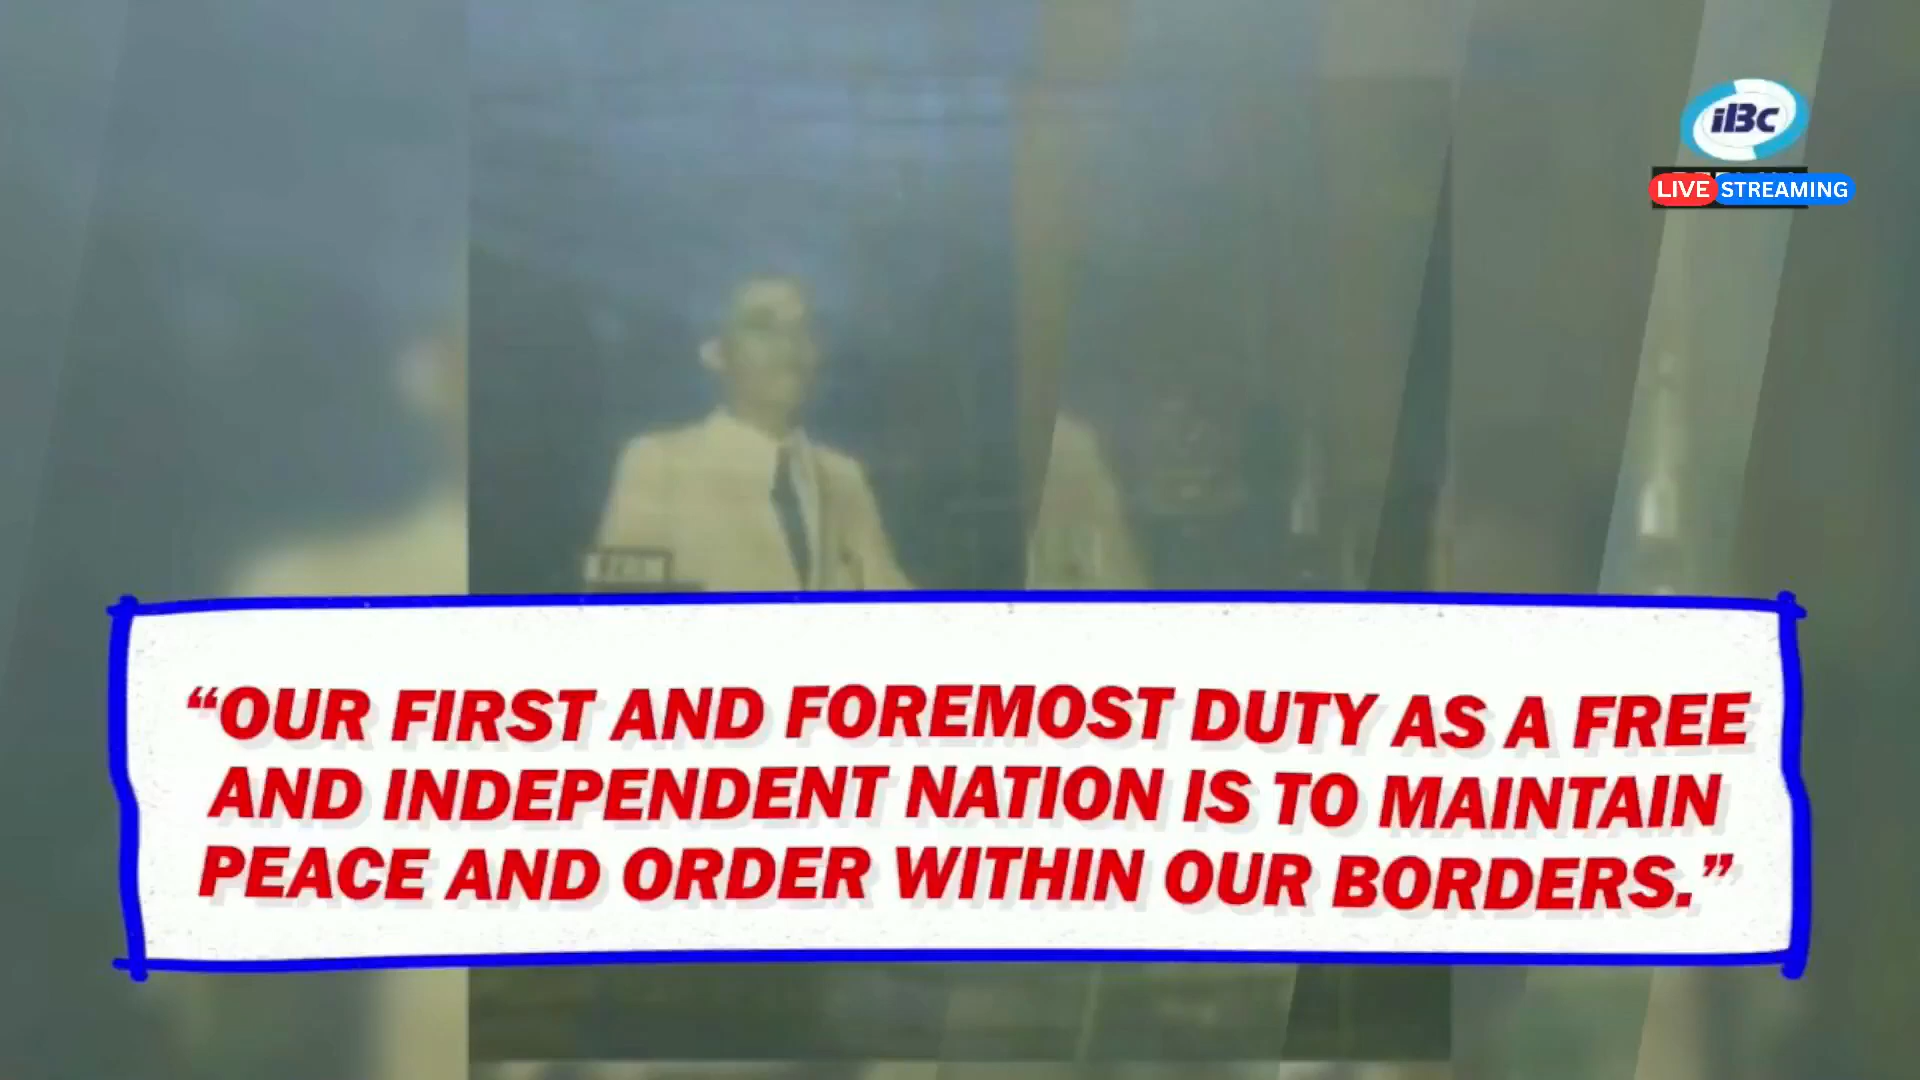 iBC
LIVE STREAMING
“OUR FIRST AND FOREMOST DUTY AS A FREE
AND INDEPENDENT NATION IS TO MAINTAIN
PEACE AND ORDER WITHIN OUR BORDERS.”